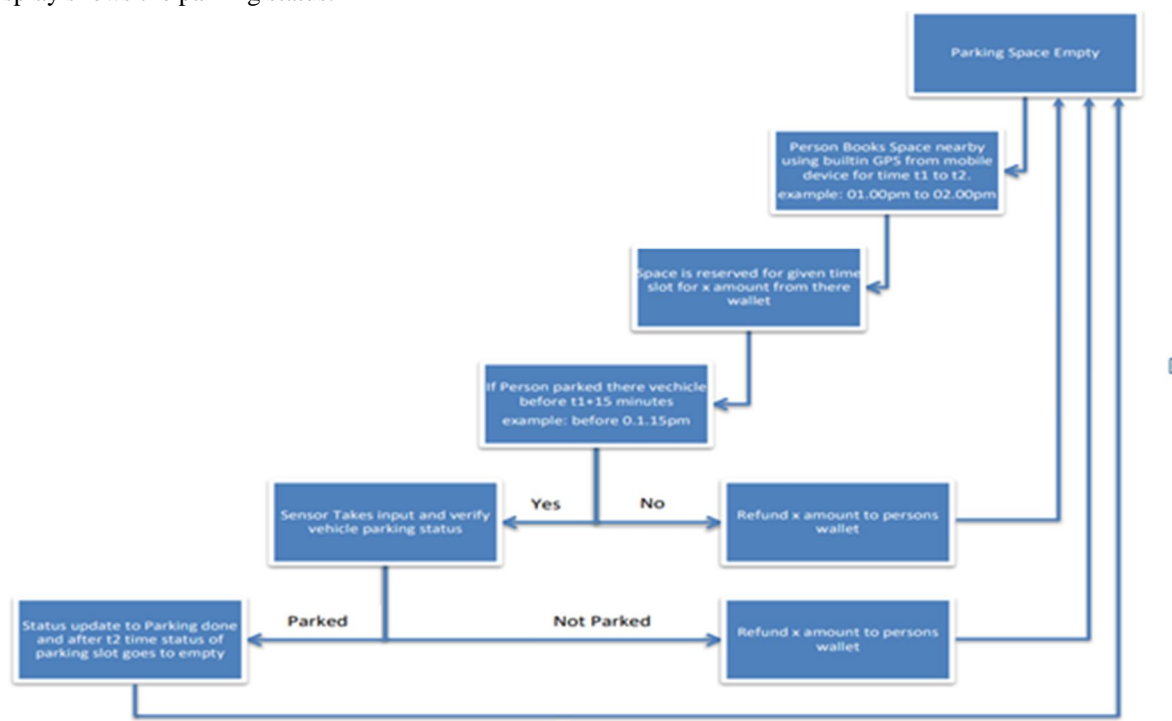 Parking Space Empty
Person Books Space nearby
using builtin GPS from mobile
device for time t1 to t2.
example: 01.00pm to 02.00pm
Space is reserved for given time
slot for x amount from there
wallet
If Person parked there vechicle
before t1+15 minutes
example: before 0.1.15pm
Yes
No
Sensor Takes input and verify
vehicle parking status
Refund x amount to persons
wallet
Parked
Not Parked
Status update to Parking done
and after t2 time status of
parking slot goes to empty
Refund x amount to persons
wallet